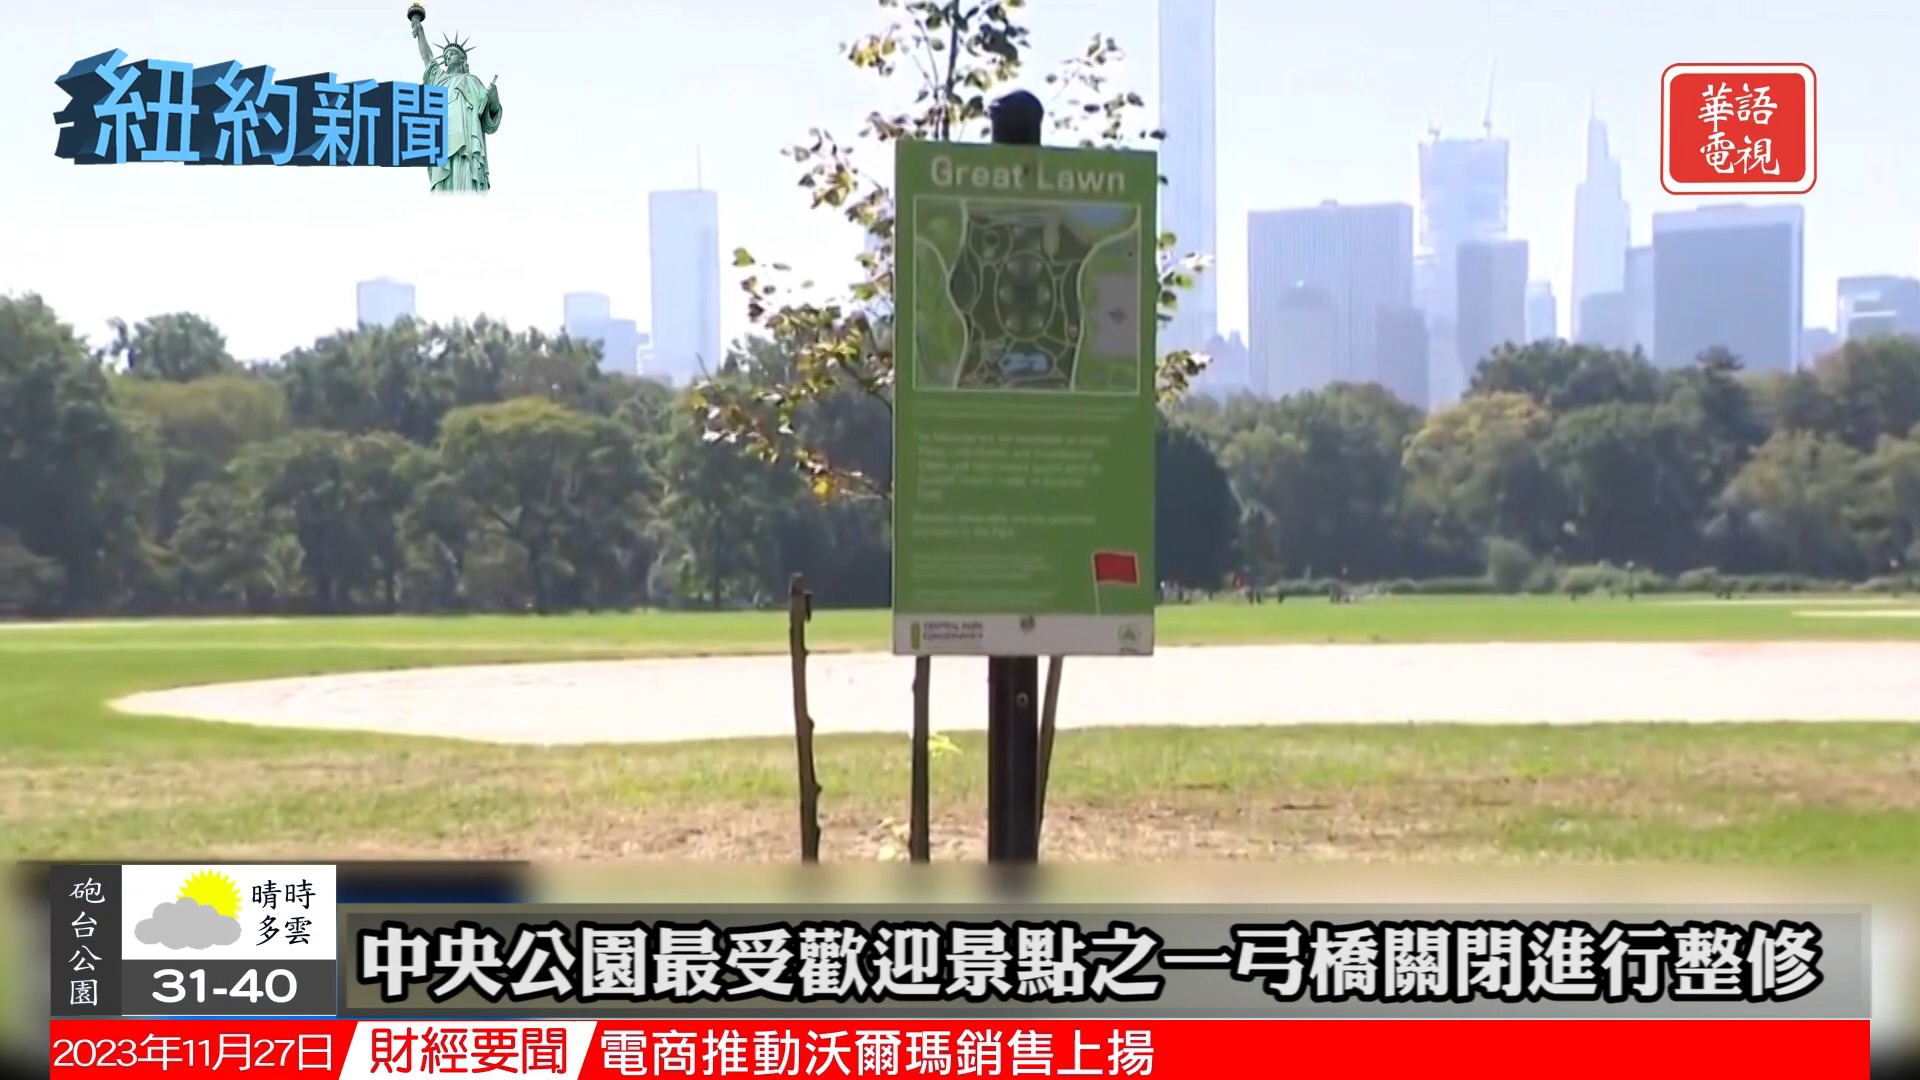 紐約新聞
華語
電視
Great Lawn
CENTRAL PARK
CONSERVANCY
砲台公園
晴時
多雲
31-40
中央公園最受歡迎景點之一弓橋關閉進行整修
2023年11月27日
財經要聞
電商推動沃爾瑪銷售上揚